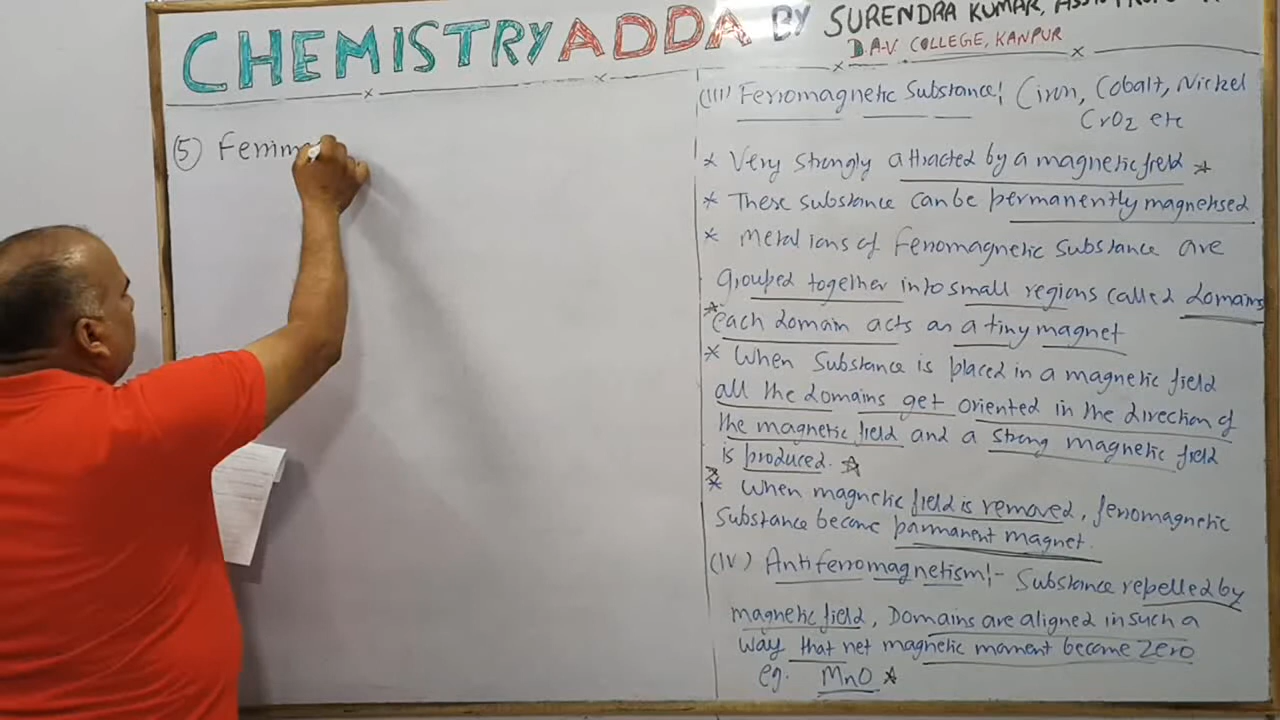 CHEMISTRY ADDA BY SURENDRA KUMAR,
D.A.V COLLEGE, KANPUR
(5) Ferrim
(III) Ferromagnetic Substance! (iron, Cobalt, Nickel
CrO2 etc
* Very strongly attracted by a magnetic field *
* These substance can be permanently magnetised
* Metal ions of Ferromagnetic substance are
grouped together into small regions called domains
* each domain acts as a tiny magnet
* When Substance is placed in a magnetic field
all the domains get oriented in the direction of
the magnetic field and a strong magnetic field
is produced. ☆
* When magnetic field is removed, ferromagnetic
substance become parmanent magnet.
(IV) Antiferromagnetism!- Substance repelled by
magnetic field, Domains are aligned in such a
way that net magnetic moment become zero
eg. MnO *